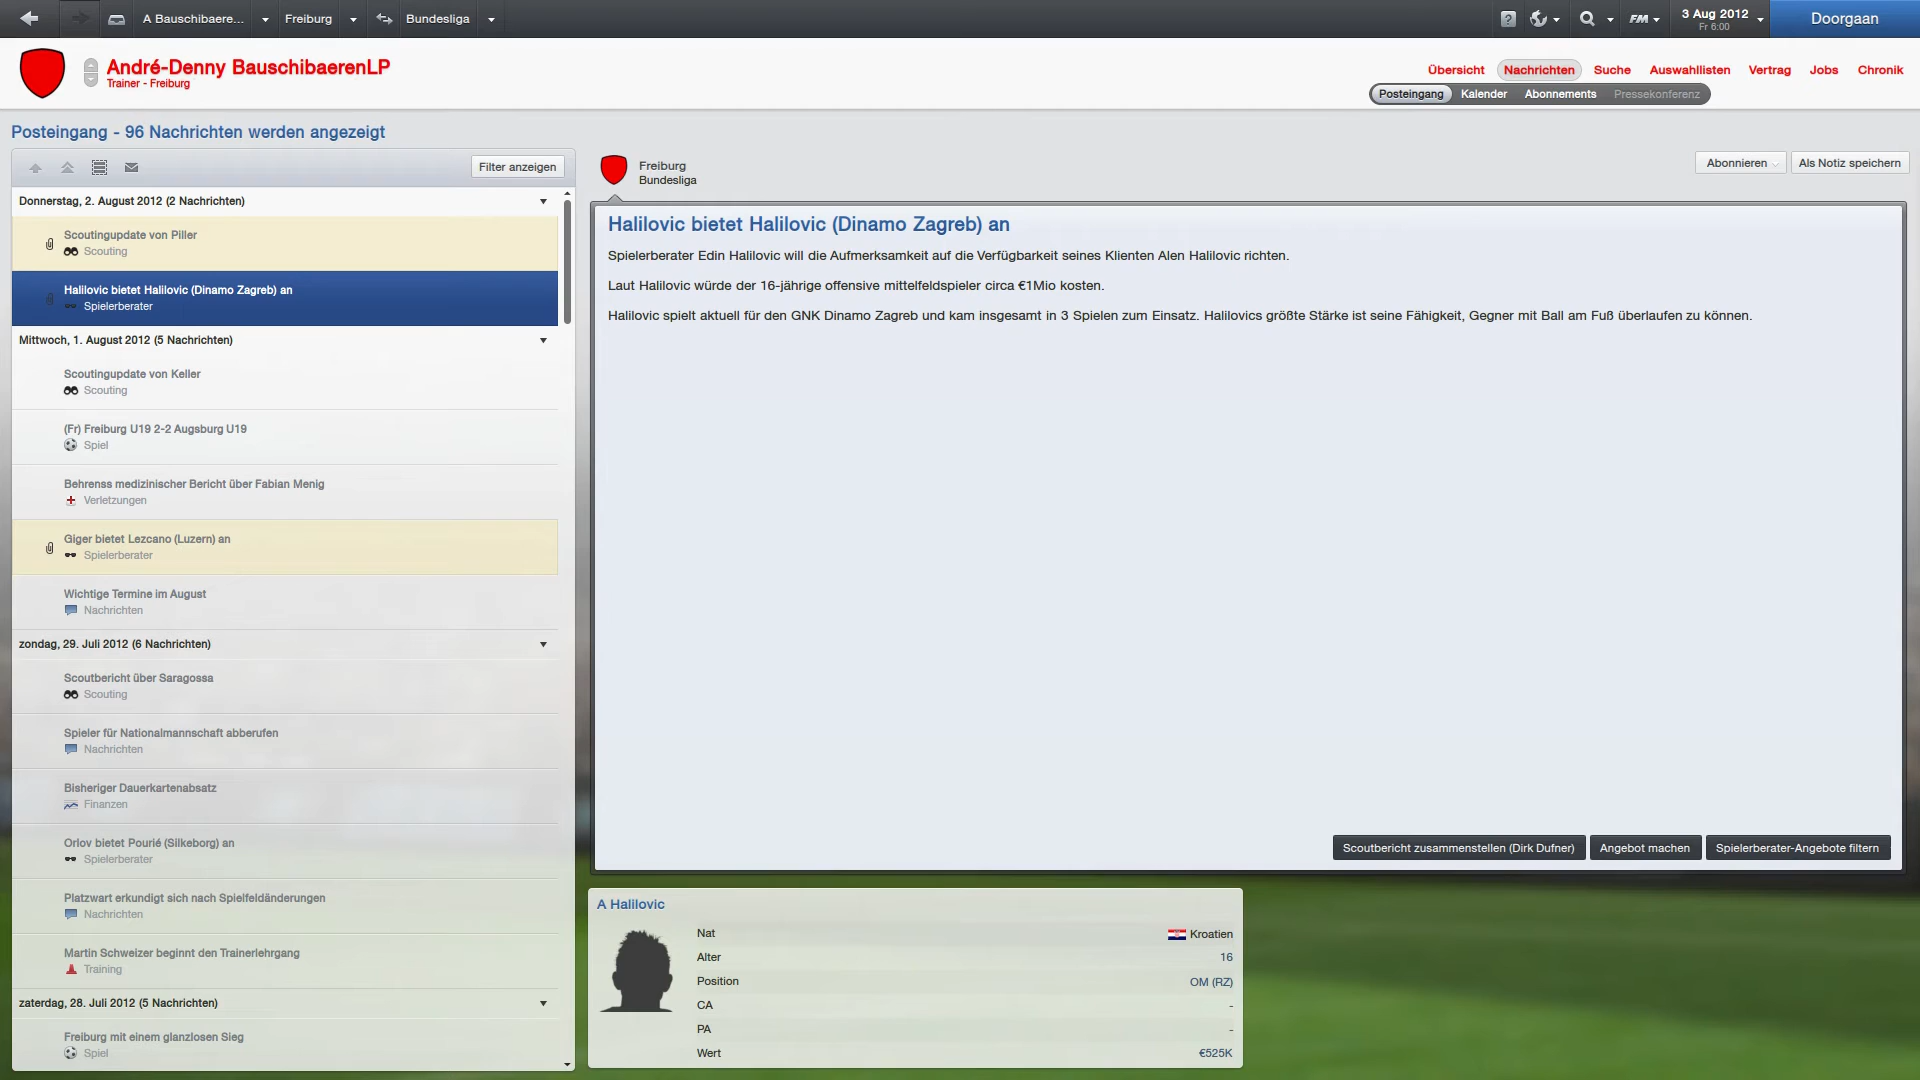 A Bauschibaere...
Freiburg
Bundesliga
?
FM
3 Aug 2012
Fr 6:00
Doorgaan
André-Denny BauschibaerenLP
Trainer - Freiburg
Übersicht
Nachrichten
Suche
Auswahllisten
Vertrag
Jobs
Chronik
Posteingang
Kalender
Abonnements
Pressekonferenz
Posteingang - 96 Nachrichten werden angezeigt
Filter anzeigen
Donnerstag, 2. August 2012 (2 Nachrichten)
Scoutingupdate von Piller
Scouting
Halilovic bietet Halilovic (Dinamo Zagreb) an
Spielerberater
Mittwoch, 1. August 2012 (5 Nachrichten)
Scoutingupdate von Keller
Scouting
(Fr) Freiburg U19 2-2 Augsburg U19
Spiel
Behrenss medizinischer Bericht über Fabian Menig
Verletzungen
Giger bietet Lezcano (Luzern) an
Spielerberater
Wichtige Termine im August
Nachrichten
zondag, 29. Juli 2012 (6 Nachrichten)
Scoutbericht über Saragossa
Scouting
Spieler für Nationalmannschaft abberufen
Nachrichten
Bisheriger Dauerkartenabsatz
Finanzen
Orlov bietet Pourié (Silkeborg) an
Spielerberater
Platzwart erkundigt sich nach Spielfeldänderungen
Nachrichten
Martin Schweizer beginnt den Trainerlehrgang
Training
zaterdag, 28. Juli 2012 (5 Nachrichten)
Freiburg mit einem glanzlosen Sieg
Spiel
Freiburg
Bundesliga
Abonnieren
Als Notiz speichern
Halilovic bietet Halilovic (Dinamo Zagreb) an
Spielerberater Edin Halilovic will die Aufmerksamkeit auf die Verfügbarkeit seines Klienten Alen Halilovic richten.
Laut Halilovic würde der 16-jährige offensive mittelfeldspieler circa €1Mio kosten.
Halilovic spielt aktuell für den GNK Dinamo Zagreb und kam insgesamt in 3 Spielen zum Einsatz. Halilovics größte Stärke ist seine Fähigkeit, Gegner mit Ball am Fuß überlaufen zu können.
Scoutbericht zusammenstellen (Dirk Dufner)
Angebot machen
Spielerberater-Angebote filtern
A Halilovic
Nat Kroatien
Alter 16
Position OM (RZ)
CA -
PA -
Wert €525K